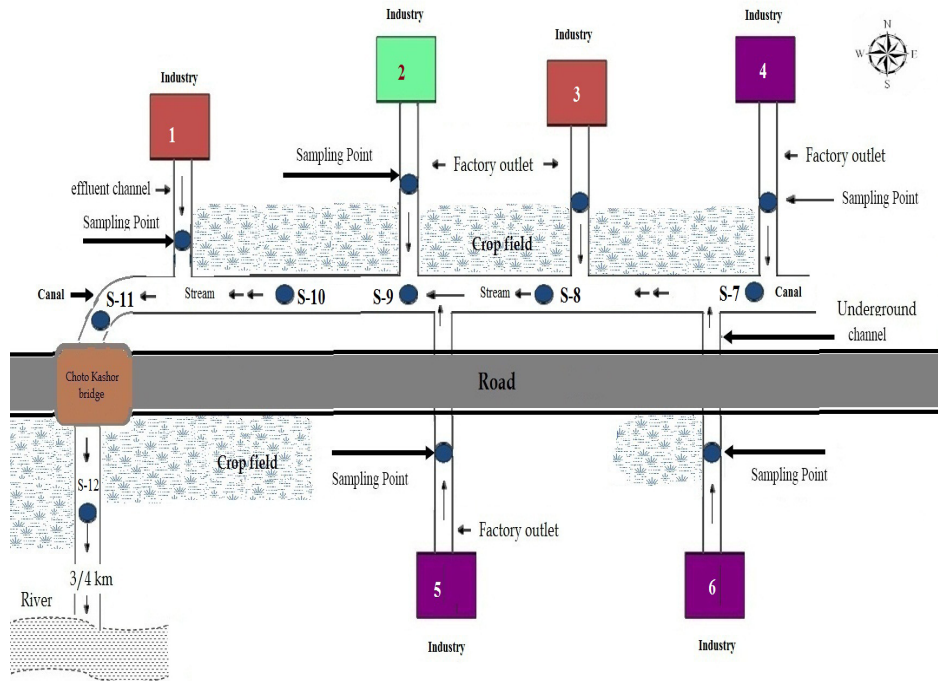 Industry
Industry
Industry
Industry
N
W E
S
1
2
3
4
Sampling Point
Factory outlet
Factory outlet
effluent channel
Sampling Point
Sampling Point
Crop field
Canal
S-11
Stream
S-10
S-9
Stream
S-8
S-7
Canal
Underground
channel
Choto Kashor
bridge
Road
Crop field
Sampling Point
Sampling Point
S-12
Factory outlet
3/4 km
River
5
6
Industry
Industry